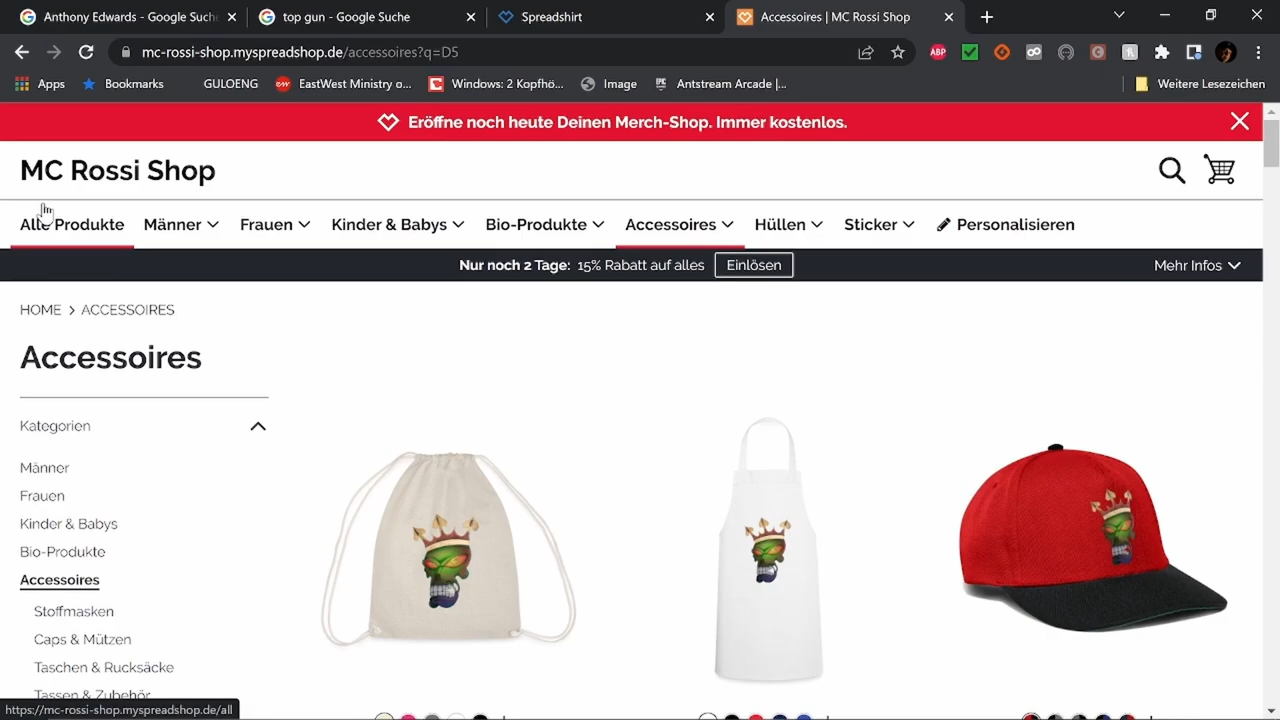 Anthony Edwards - Google Suche
top gun - Google Suche
Spreadshirt
Accessoires | MC Rossi Shop
mc-rossi-shop.myspreadshop.de/accessoires?q=D5
ABP
Apps
Bookmarks
GULOENG
EastWest Ministry o...
Windows: 2 Kopfhö...
Image
Antstream Arcade |...
Weitere Lesezeichen
Eröffne noch heute Deinen Merch-Shop. Immer kostenlos.
MC Rossi Shop
Alle Produkte
Männer
Frauen
Kinder & Babys
Bio-Produkte
Accessoires
Hüllen
Sticker
Personalisieren
Nur noch 2 Tage: 15% Rabatt auf alles
Einlösen
Mehr Infos
HOME > ACCESSOIRES
Accessoires
Kategorien
Männer
Frauen
Kinder & Babys
Bio-Produkte
Accessoires
Stoffmasken
Caps & Mützen
Taschen & Rucksäcke
Tassen & Zubehör
https://mc-rossi-shop.myspreadshop.de/all